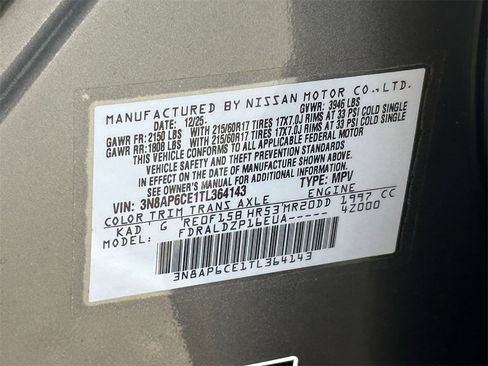 MANUFACTURED BY NISSAN MOTOR CO.,LTD.
DATE: 12/25 GVWR: 3946 LBS
GAWR FR: 2150 LBS WITH 215/60R17 TIRES 17X7.0J RIMS AT 33 PSI COLD SINGLE
GAWR RR: 1808 LBS WITH 215/60R17 TIRES 17X7.0J RIMS AT 33 PSI COLD SINGLE
THIS VEHICLE CONFORMS TO ALL APPLICABLE FEDERAL MOTOR
VEHICLE SAFETY AND THEFT PREVENTION STANDARDS
IN EFFECT ON THE DATE OF MANUFACTURE SHOWN ABOVE.
SEE OWNER'S MANUAL FOR ADDITIONAL INFORMATION.
VIN: 3N8AP6CE1TL364143 TYPE: MPV
COLOR TRIM TRANS AXLE ENGINE
KAD G RE0F15B HR53 MR20DD 1997 CC
MODEL: FDRALDZP16EUA----- 4Z000
3N8AP6CE1TL364143